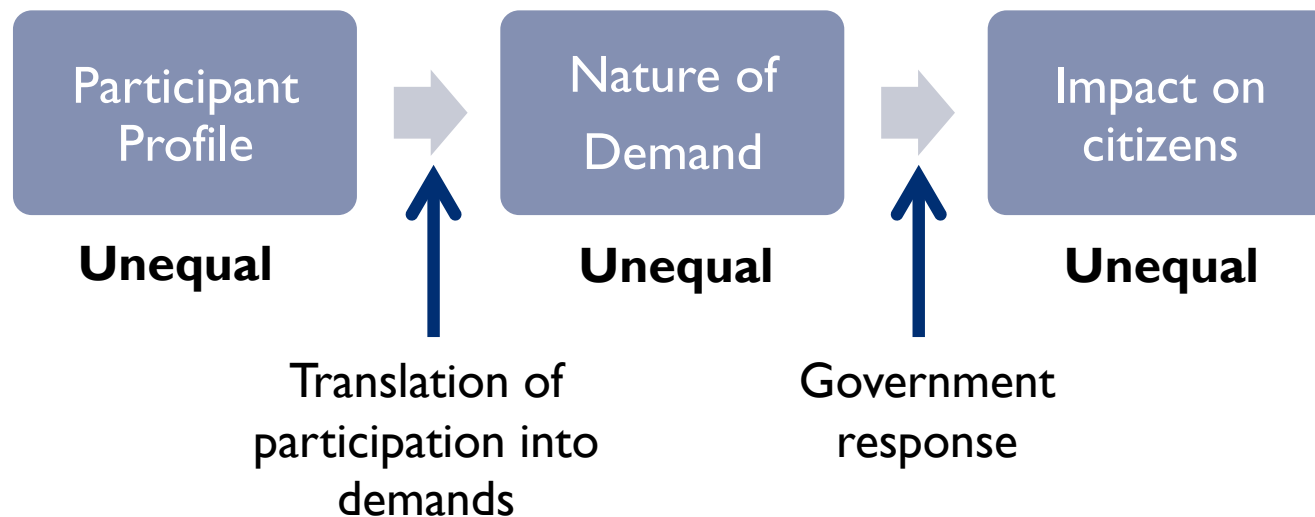 Participant
Profile
Nature of
Demand
Impact on
citizens
Unequal
Unequal
Unequal
Translation of
participation into
demands
Government
response